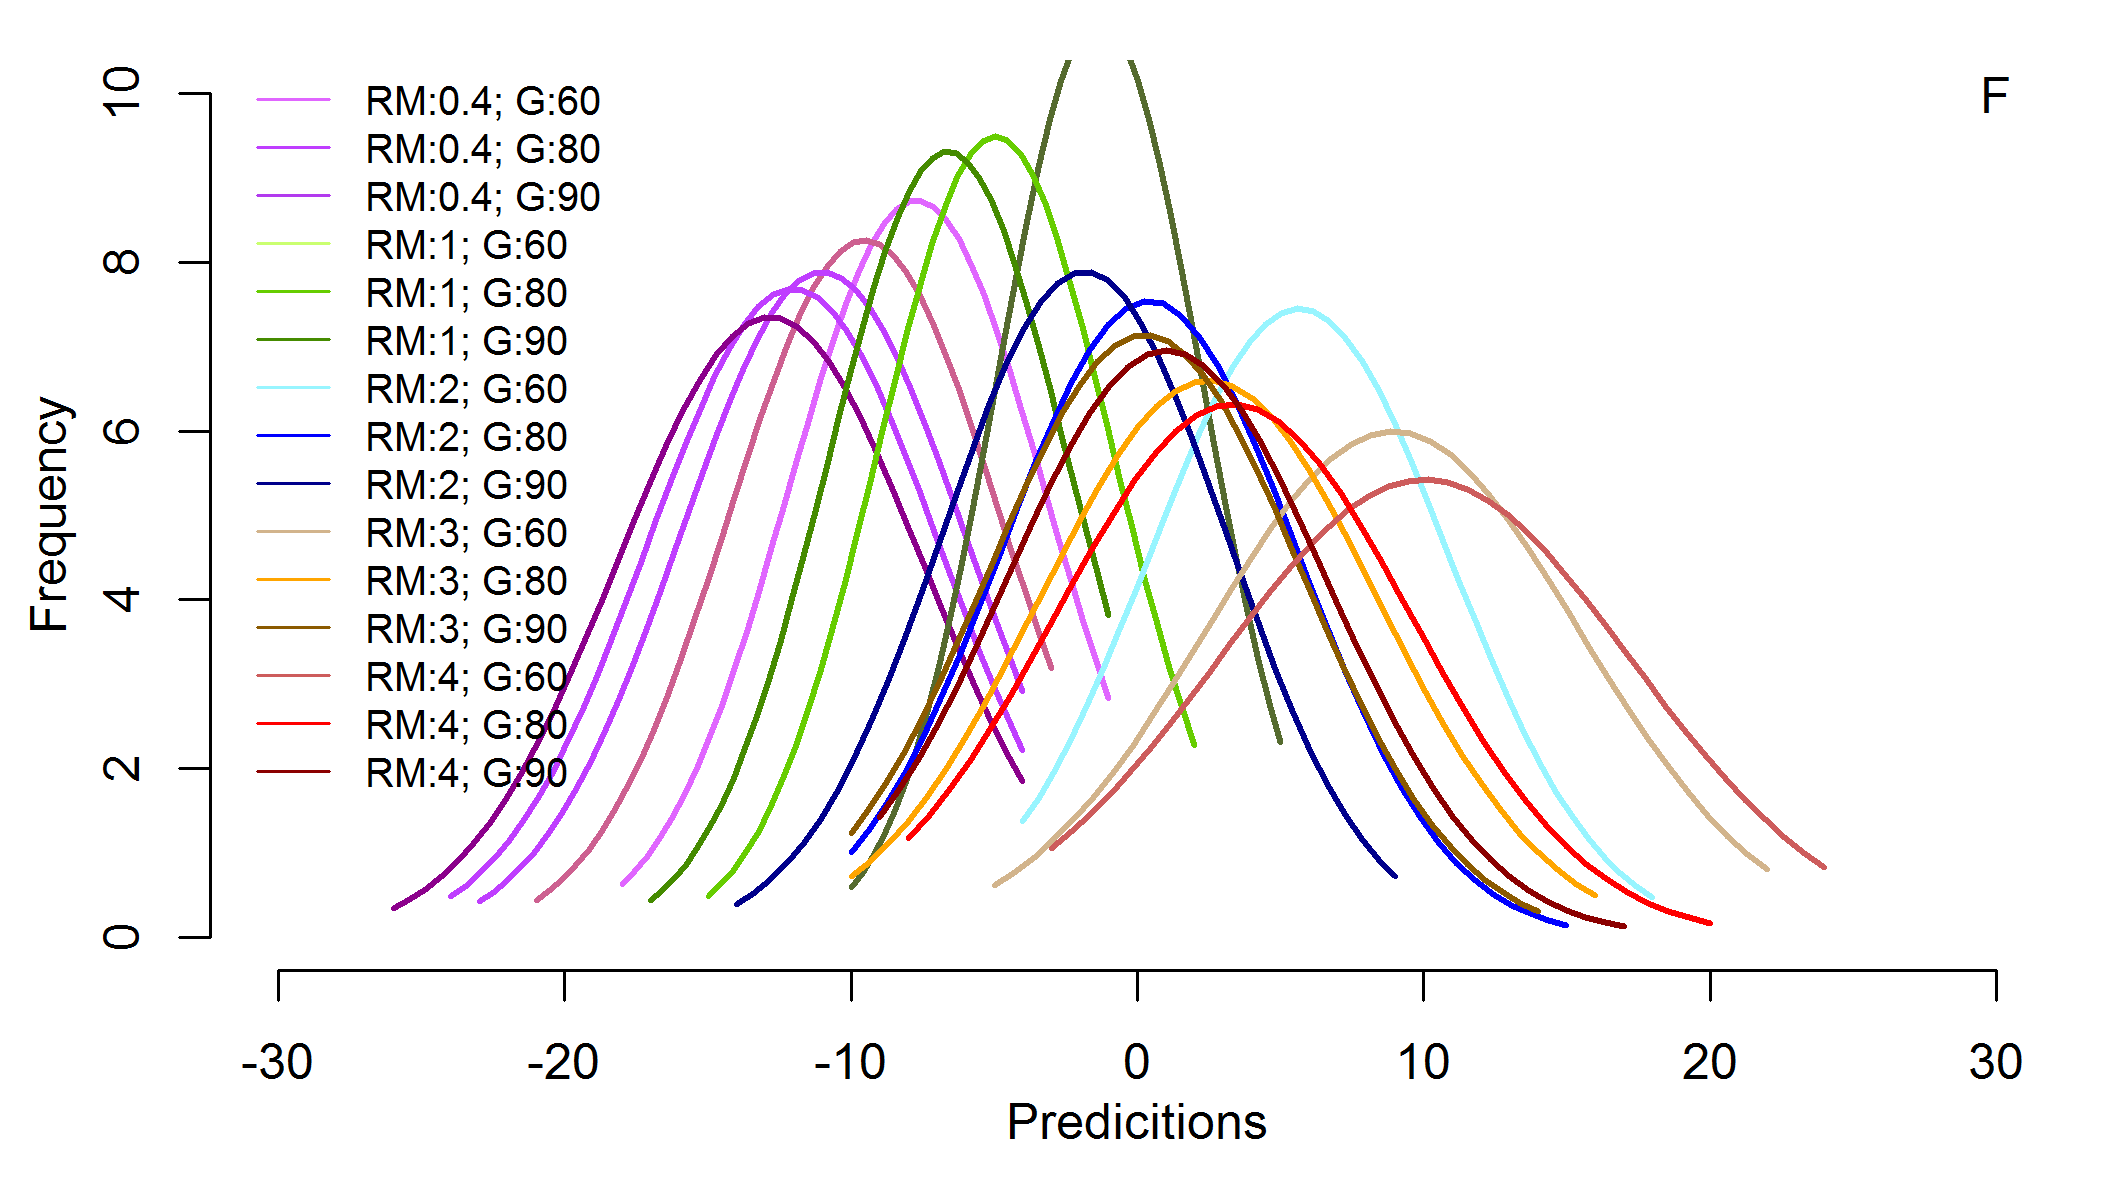 F
RM:0.4; G:60
RM:0.4; G:80
RM:0.4; G:90
RM:1; G:60
RM:1; G:80
RM:1; G:90
RM:2; G:60
RM:2; G:80
RM:2; G:90
RM:3; G:60
RM:3; G:80
RM:3; G:90
RM:4; G:60
RM:4; G:80
RM:4; G:90
Frequency
10
8
6
4
2
0
-30 -20 -10 0 10 20 30
Predicitions